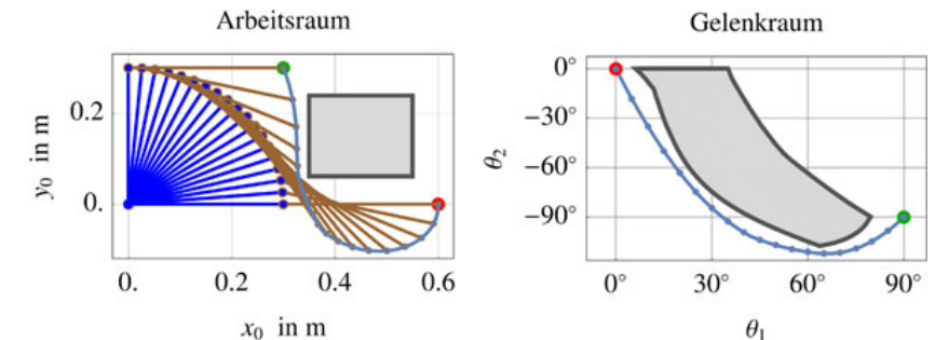 Arbeitsraum
y₀ in m
0.2
0.
0.
0.2
0.4
0.6
x₀ in m
Gelenkraum
θ₂
0°
−30°
−60°
−90°
0°
30°
60°
90°
θ₁